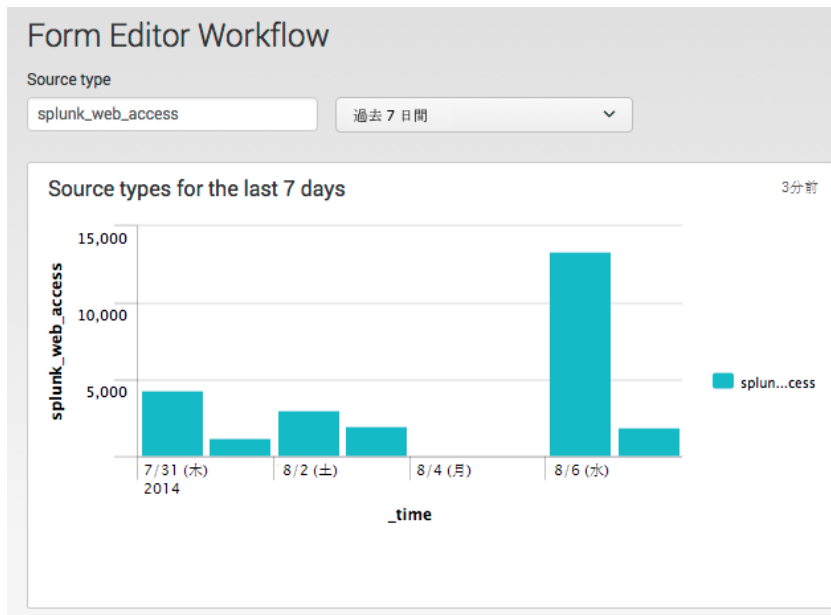 Form Editor Workflow
Source type
splunk_web_access
過去 7 日間
Source types for the last 7 days
3分前
15,000
10,000
5,000
splunk_web_access
splun...cess
7/31 (木)
2014
8/2 (土)
8/4 (月)
8/6 (水)
_time